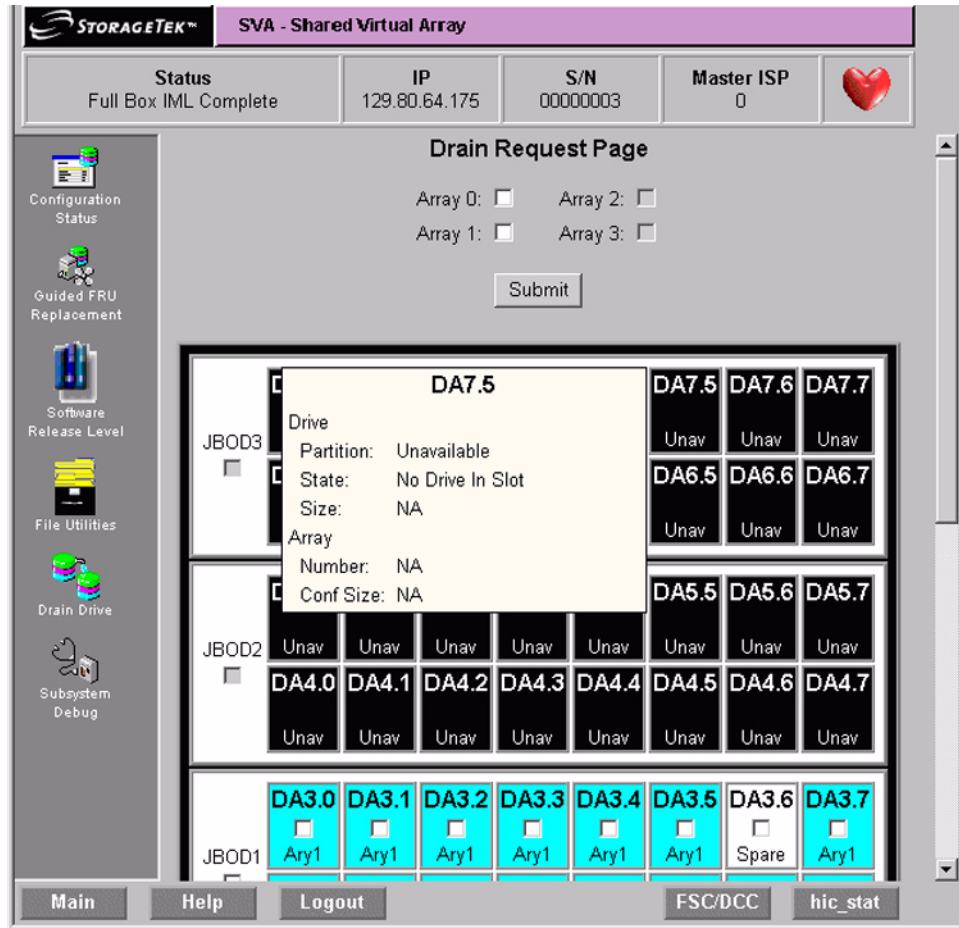 STORAGETEK™ SVA - Shared Virtual Array
Status IP S/N Master ISP
Full Box IML Complete 129.80.64.175 00000003 0
Configuration
Status
Guided FRU
Replacement
Software
Release Level
File Utilities
Drain Drive
Subsystem
Debug
Drain Request Page
Array 0: Array 2:
Array 1: Array 3:
Submit
JBOD3
DA7.5 DA7.6 DA7.7
Unav Unav Unav
DA6.5 DA6.6 DA6.7
Unav Unav Unav
DA7.5
Drive
Partition: Unavailable
State: No Drive In Slot
Size: NA
Array
Number: NA
Conf Size: NA
JBOD2
DA5.5 DA5.6 DA5.7
Unav Unav Unav Unav Unav Unav Unav Unav
DA4.0 DA4.1 DA4.2 DA4.3 DA4.4 DA4.5 DA4.6 DA4.7
Unav Unav Unav Unav Unav Unav Unav Unav
JBOD1
DA3.0 DA3.1 DA3.2 DA3.3 DA3.4 DA3.5 DA3.6 DA3.7
Ary1 Ary1 Ary1 Ary1 Ary1 Ary1 Spare Ary1
Main Help Logout FSC/DCC hic_stat